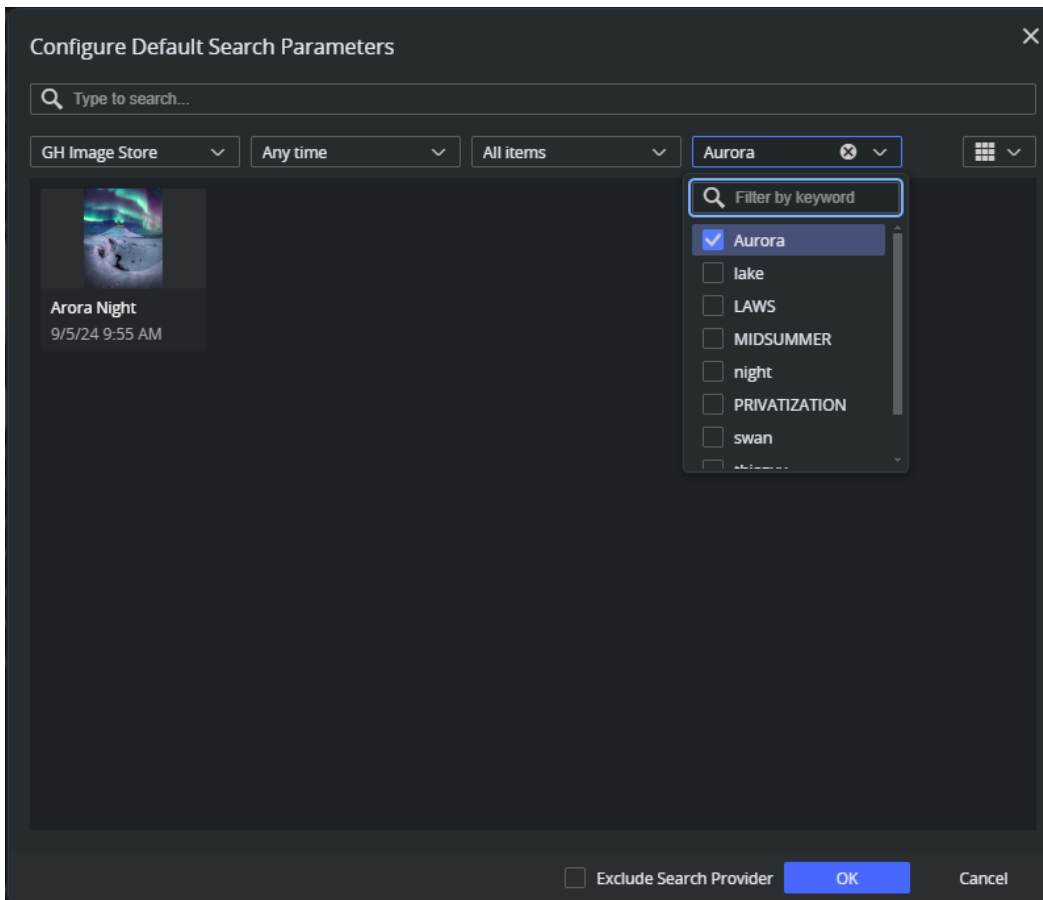 Configure Default Search Parameters
Type to search...
GH Image Store
Any time
All items
Aurora
Filter by keyword
Aurora
lake
LAWS
MIDSUMMER
night
PRIVATIZATION
swan
Arora Night
9/5/24 9:55 AM
Exclude Search Provider
OK
Cancel